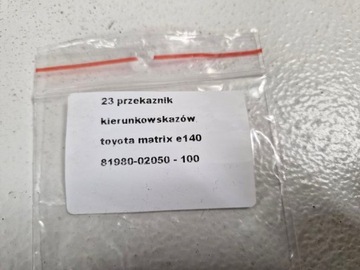 23 przekaznik
kierunkowskazów
toyota matrix e140
81980-02050 - 100